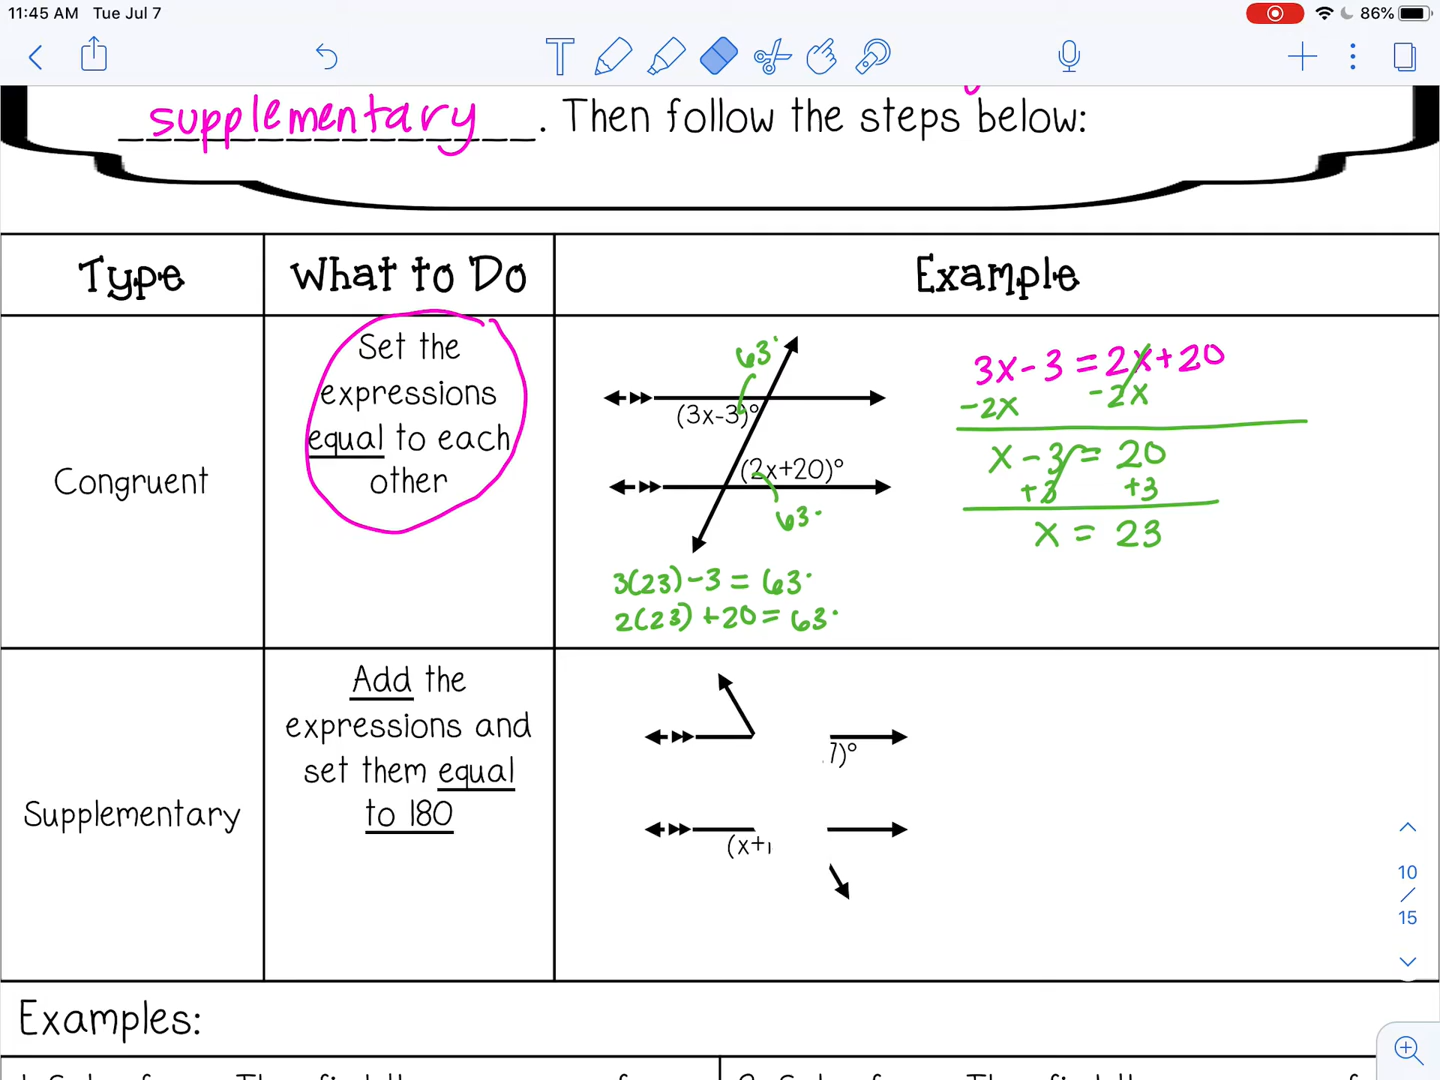 11:45 AM Tue Jul 7
86%
supplementary. Then follow the steps below:
Type
What to Do
Example
Congruent
Set the
expressions
equal to each
other
63°
(3x-3)°
(2x+20)°
63°
3(23)-3=63°
2(23)+20=63°
3x-3=2x+20
-2x -2x
x-3=20
+3 +3
x=23
Supplementary
Add the
expressions and
set them equal
to 180
7)°
(x+
10
/
15
Examples: